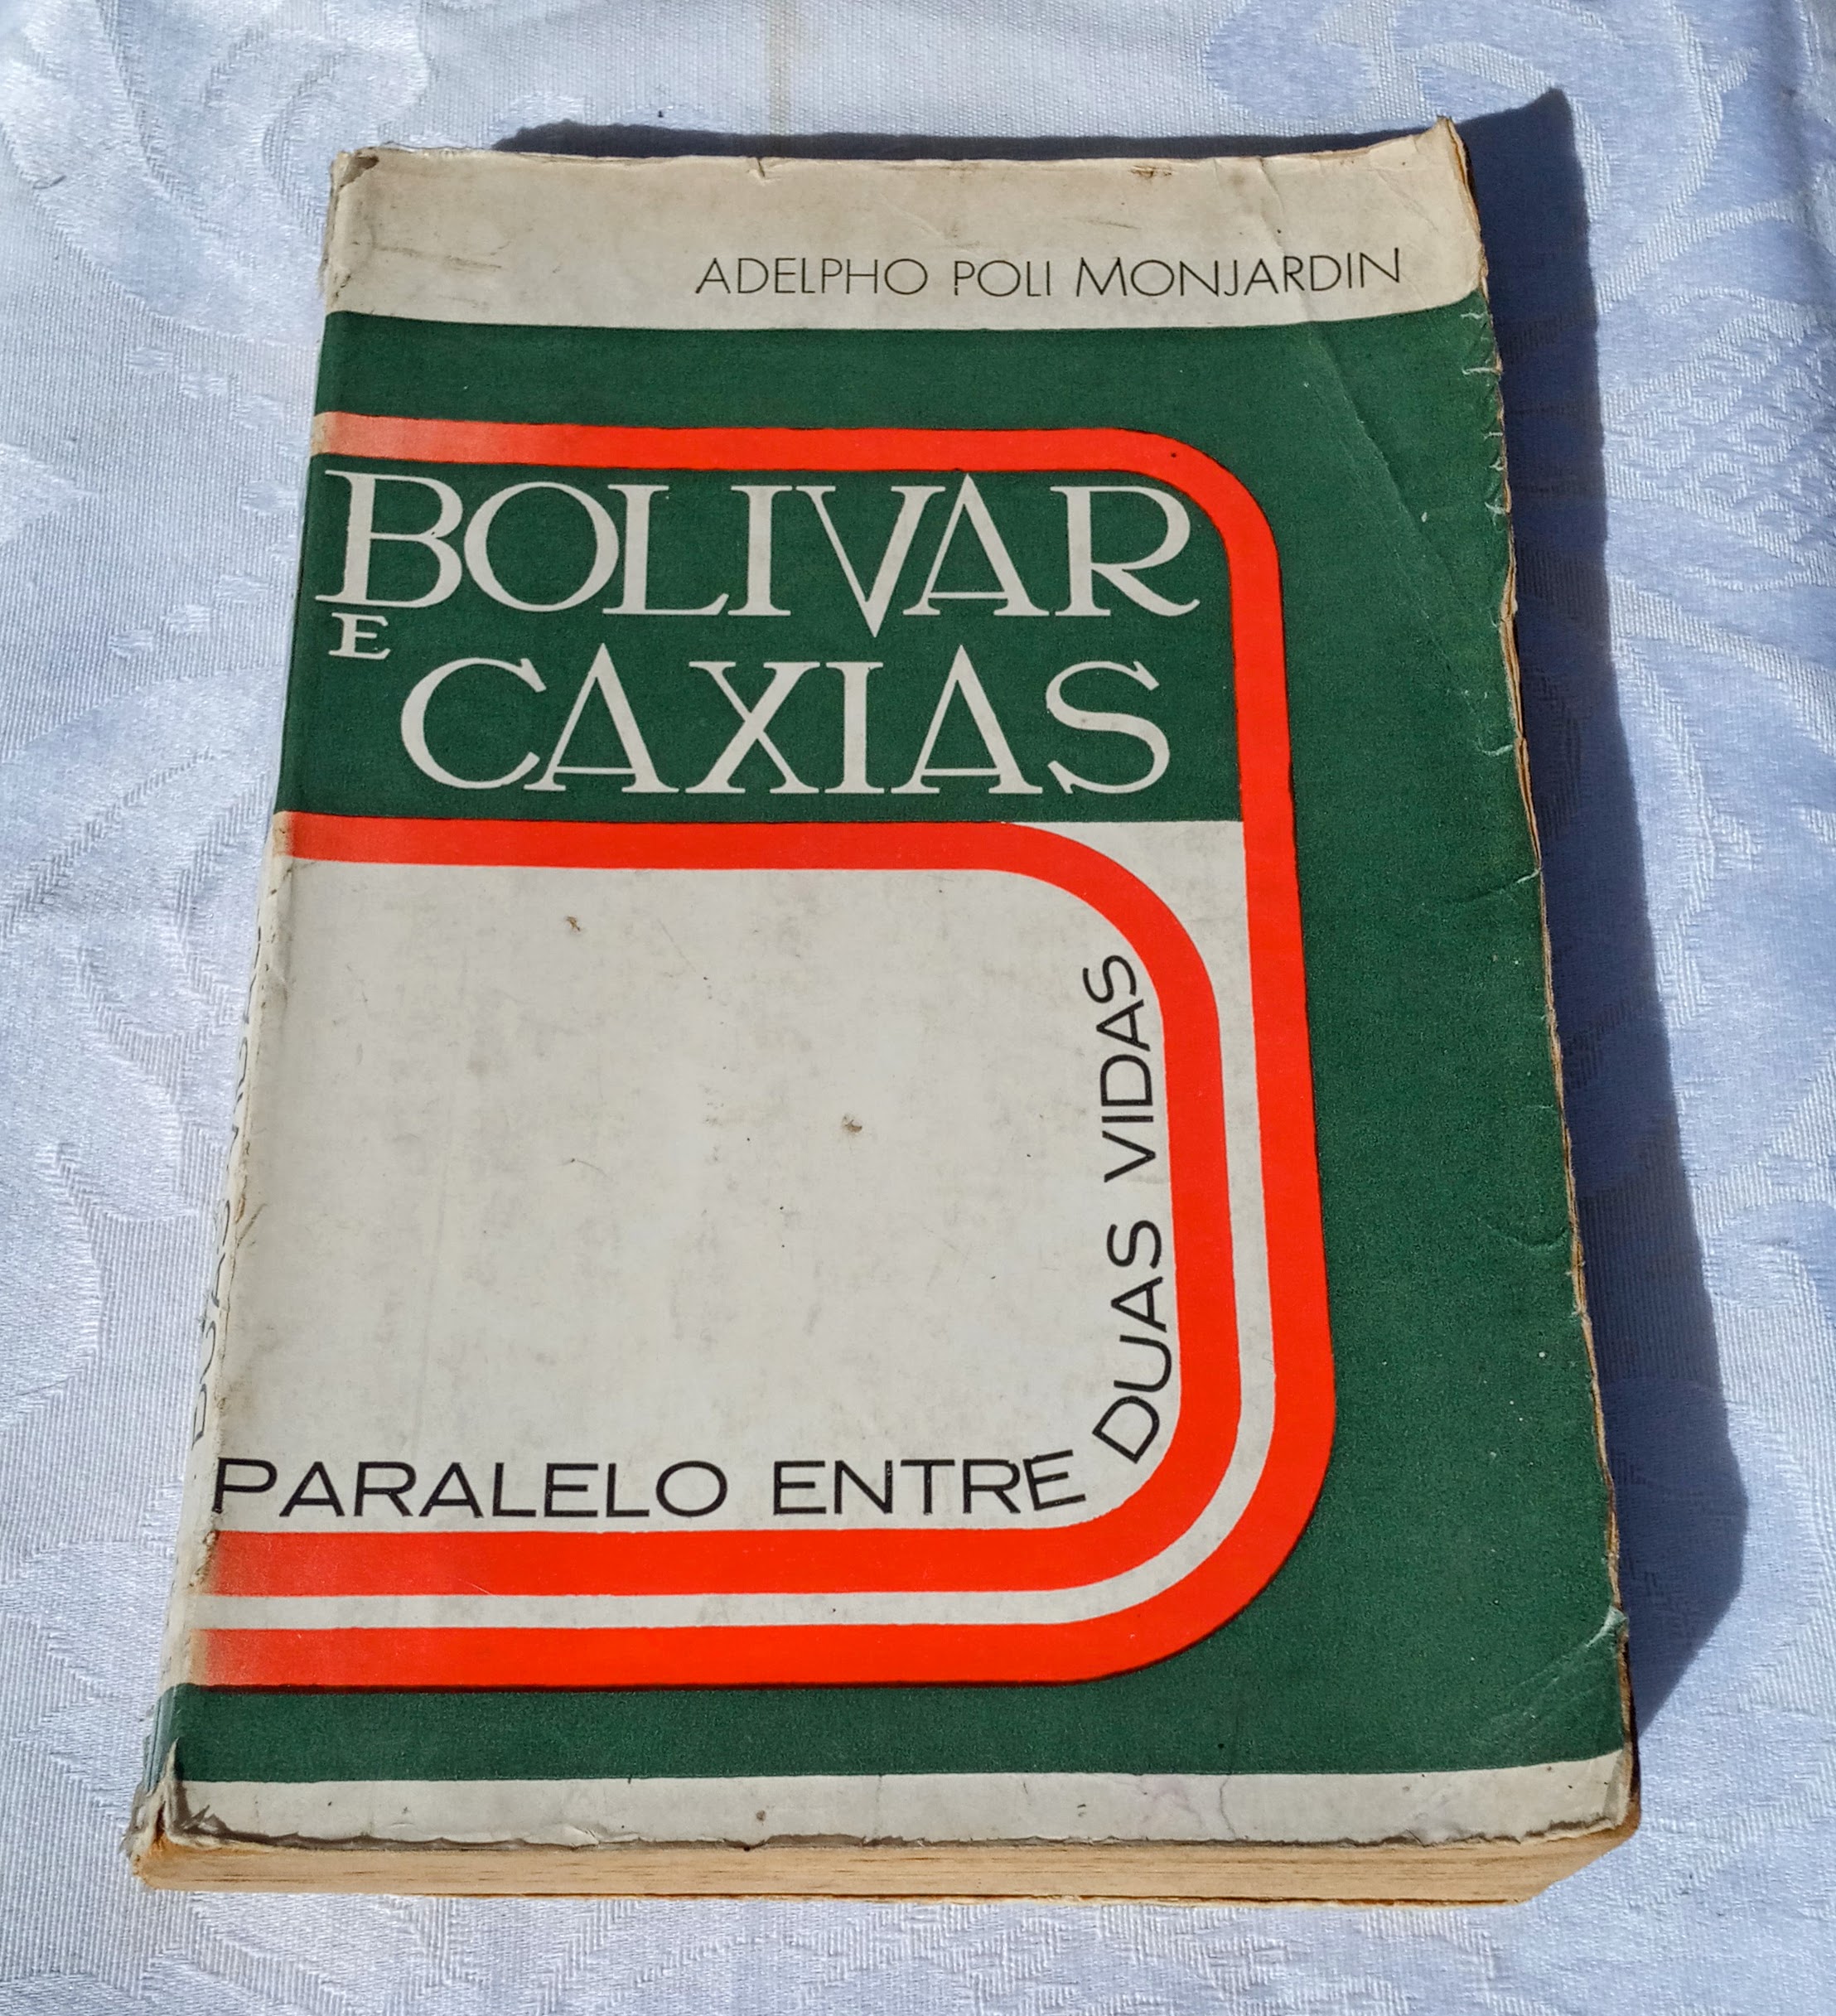 ADELPHO POLI MONJARDIN
BOLIVAR
E
CAXIAS
PARALELO ENTRE DUAS VIDAS